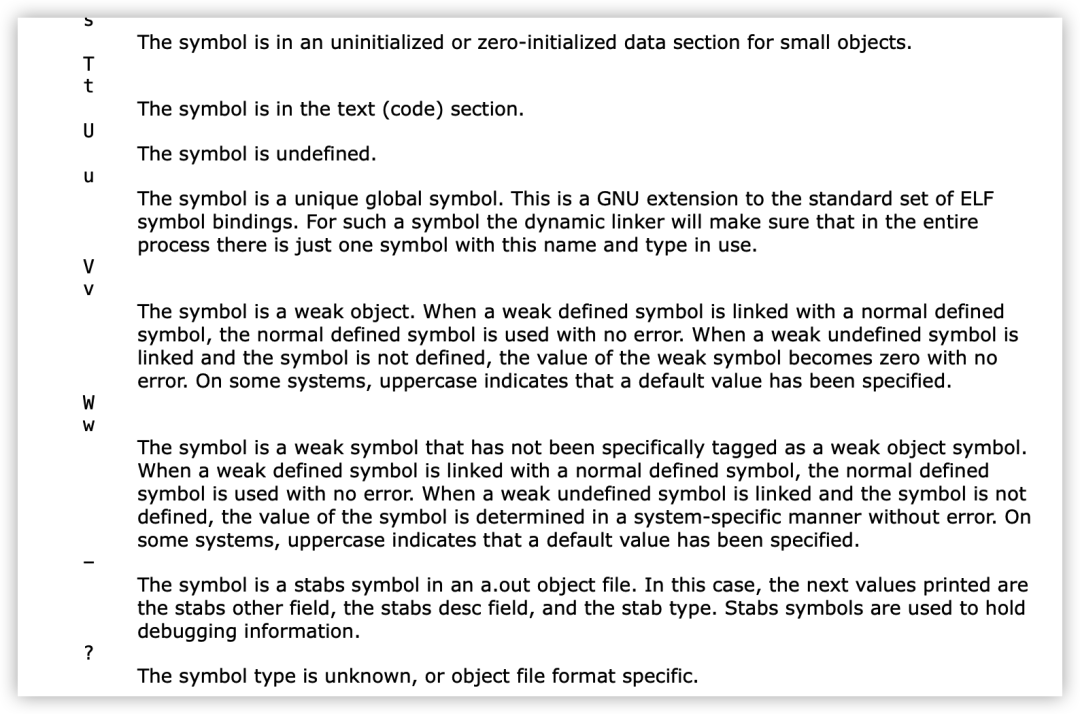 s
The symbol is in an uninitialized or zero-initialized data section for small objects.
T
t
The symbol is in the text (code) section.
U
The symbol is undefined.
u
The symbol is a unique global symbol. This is a GNU extension to the standard set of ELF
symbol bindings. For such a symbol the dynamic linker will make sure that in the entire
process there is just one symbol with this name and type in use.
V
v
The symbol is a weak object. When a weak defined symbol is linked with a normal defined
symbol, the normal defined symbol is used with no error. When a weak undefined symbol is
linked and the symbol is not defined, the value of the weak symbol becomes zero with no
error. On some systems, uppercase indicates that a default value has been specified.
W
w
The symbol is a weak symbol that has not been specifically tagged as a weak object symbol.
When a weak defined symbol is linked with a normal defined symbol, the normal defined
symbol is used with no error. When a weak undefined symbol is linked and the symbol is not
defined, the value of the symbol is determined in a system-specific manner without error. On
some systems, uppercase indicates that a default value has been specified.
-
The symbol is a stabs symbol in an a.out object file. In this case, the next values printed are
the stabs other field, the stabs desc field, and the stab type. Stabs symbols are used to hold
debugging information.
?
The symbol type is unknown, or object file format specific.